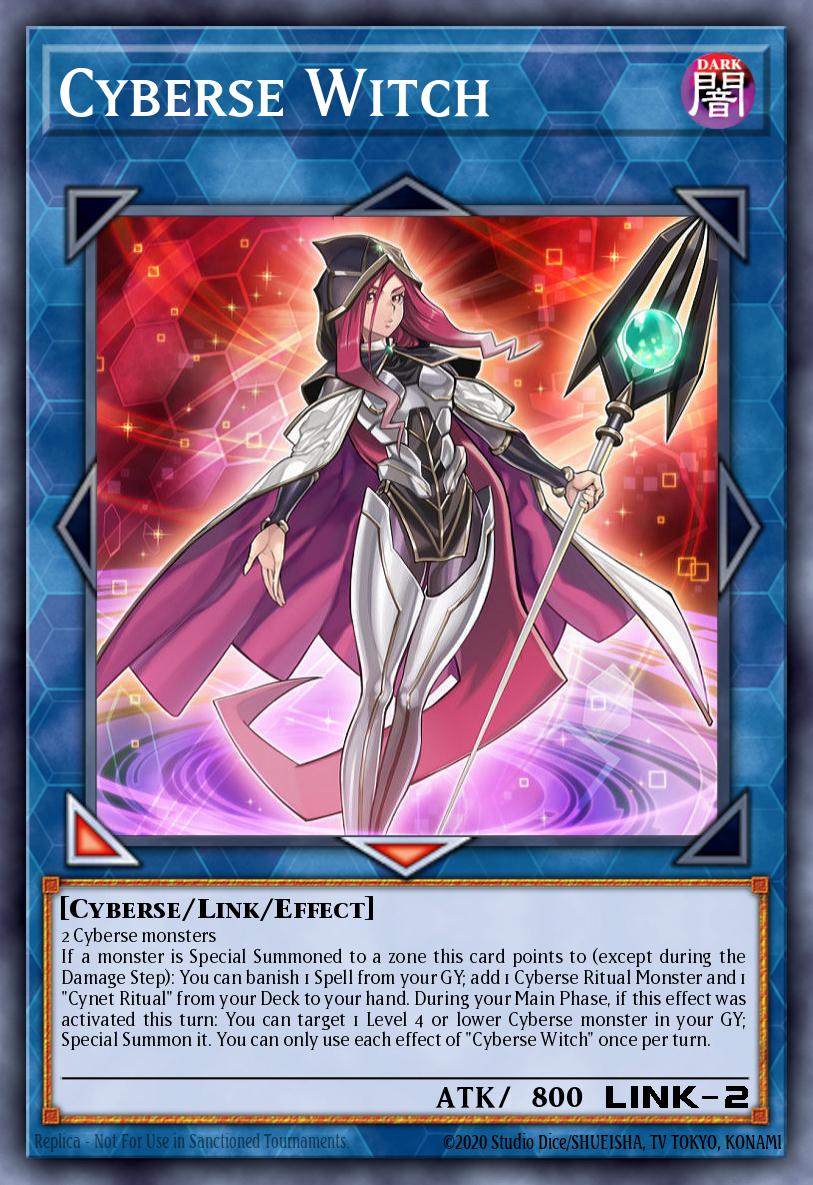 Cyberse Witch
DARK
闇
[Cyberse/Link/Effect]
2 Cyberse monsters
If a monster is Special Summoned to a zone this card points to (except during the
Damage Step): You can banish 1 Spell from your GY; add 1 Cyberse Ritual Monster and 1
"Cynet Ritual" from your Deck to your hand. During your Main Phase, if this effect was
activated this turn: You can target 1 Level 4 or lower Cyberse monster in your GY;
Special Summon it. You can only use each effect of "Cyberse Witch" once per turn.
ATK/ 800 LINK-2
Replica - Not For Use in Sanctioned Tournaments. ©2020 Studio Dice/SHUEISHA, TV TOKYO, KONAMI